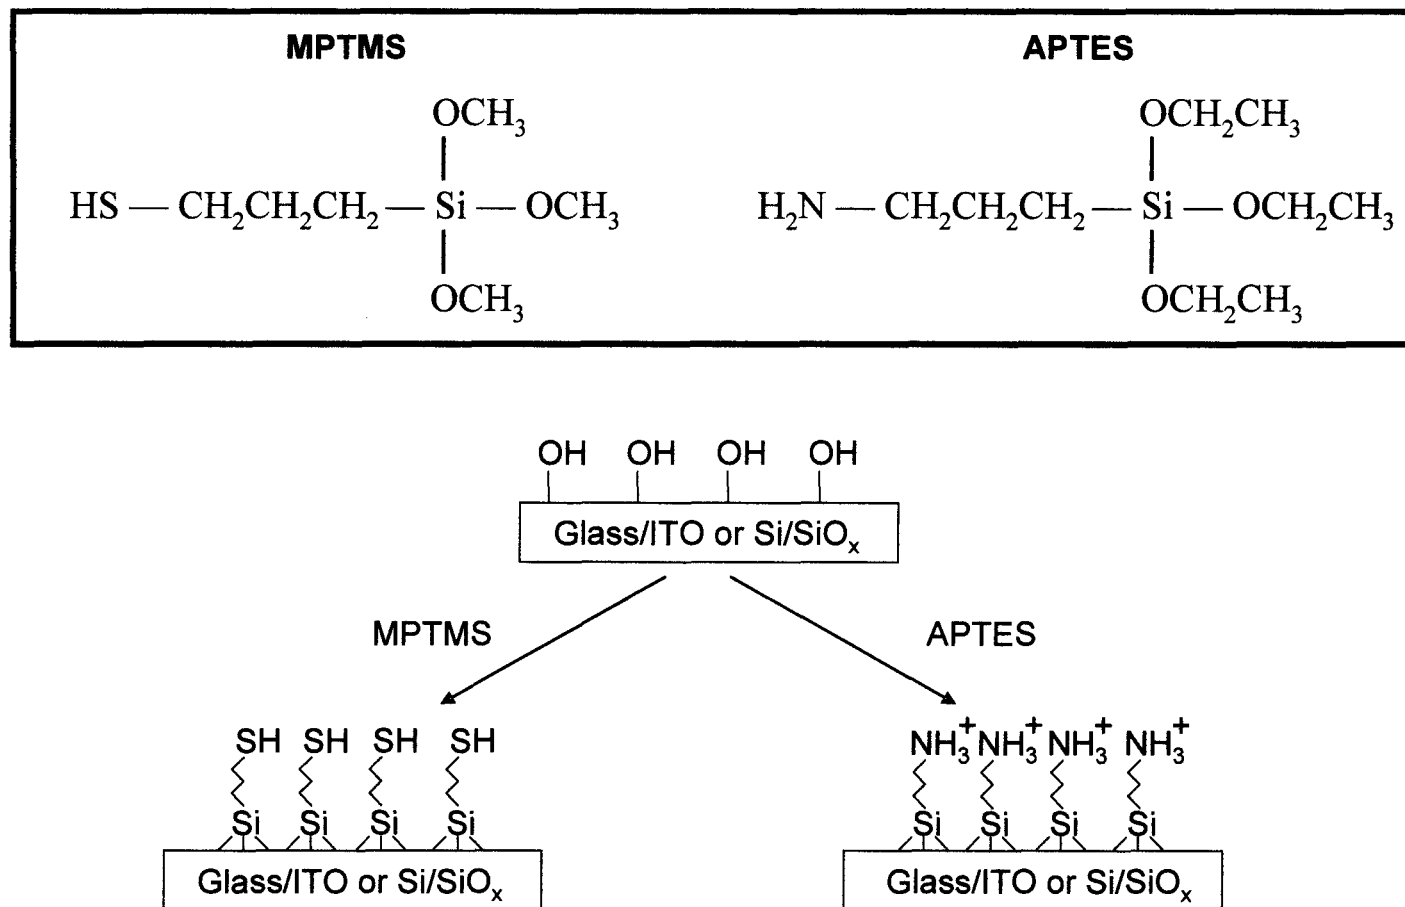 MPTMS APTES
OCH₃ OCH₂CH₃
HS — CH₂CH₂CH₂ — Si — OCH₃ H₂N — CH₂CH₂CH₂ — Si — OCH₂CH₃
OCH₃ OCH₂CH₃
OH OH OH OH
Glass/ITO or Si/SiOₓ
MPTMS APTES
SH SH SH SH NH₃⁺ NH₃⁺ NH₃⁺ NH₃⁺
Si Si Si Si Si Si Si Si
Glass/ITO or Si/SiOₓ Glass/ITO or Si/SiOₓ